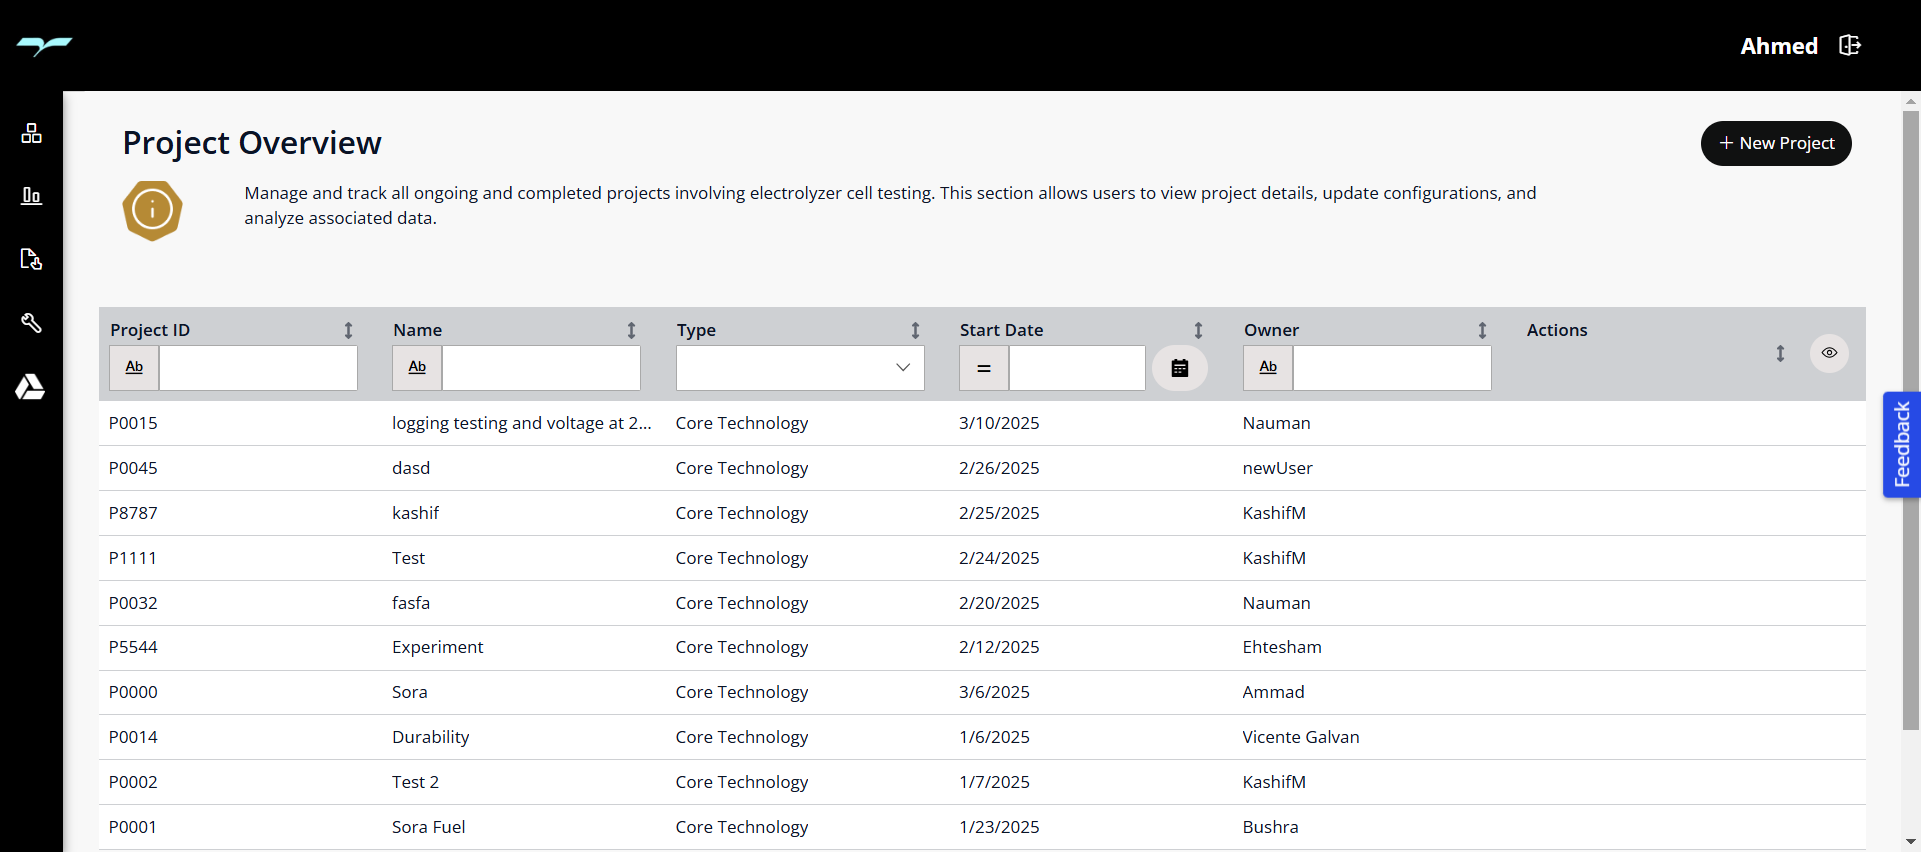 Ahmed
Project Overview
+ New Project
Manage and track all ongoing and completed projects involving electrolyzer cell testing. This section allows users to view project details, update configurations, and
analyze associated data.
Project ID Name Type Start Date Owner Actions
Ab Ab = Ab
P0015 logging testing and voltage at 2... Core Technology 3/10/2025 Nauman
P0045 dasd Core Technology 2/26/2025 newUser
P8787 kashif Core Technology 2/25/2025 KashifM
P1111 Test Core Technology 2/24/2025 KashifM
P0032 fasfa Core Technology 2/20/2025 Nauman
P5544 Experiment Core Technology 2/12/2025 Ehtesham
P0000 Sora Core Technology 3/6/2025 Ammad
P0014 Durability Core Technology 1/6/2025 Vicente Galvan
P0002 Test 2 Core Technology 1/7/2025 KashifM
P0001 Sora Fuel Core Technology 1/23/2025 Bushra
Feedback